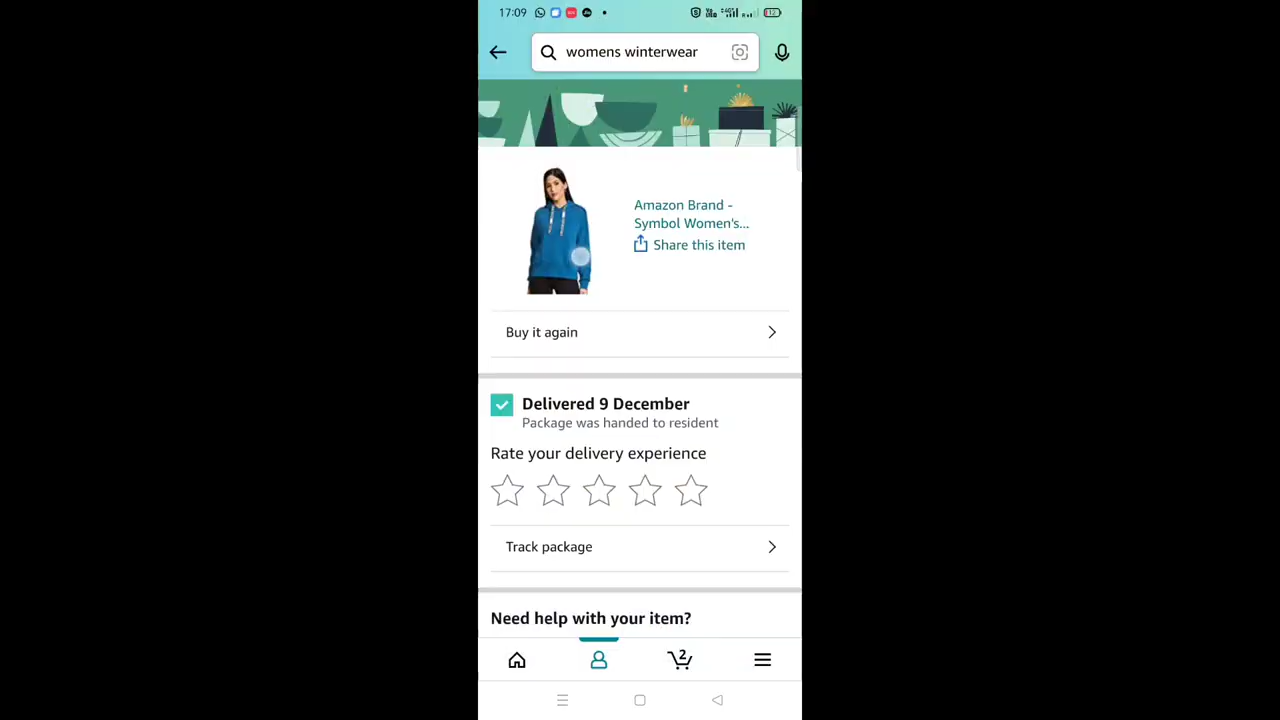 17:09
womens winterwear
Amazon Brand -
Symbol Women's...
Share this item
Buy it again
Delivered 9 December
Package was handed to resident
Rate your delivery experience
Track package
Need help with your item?
2